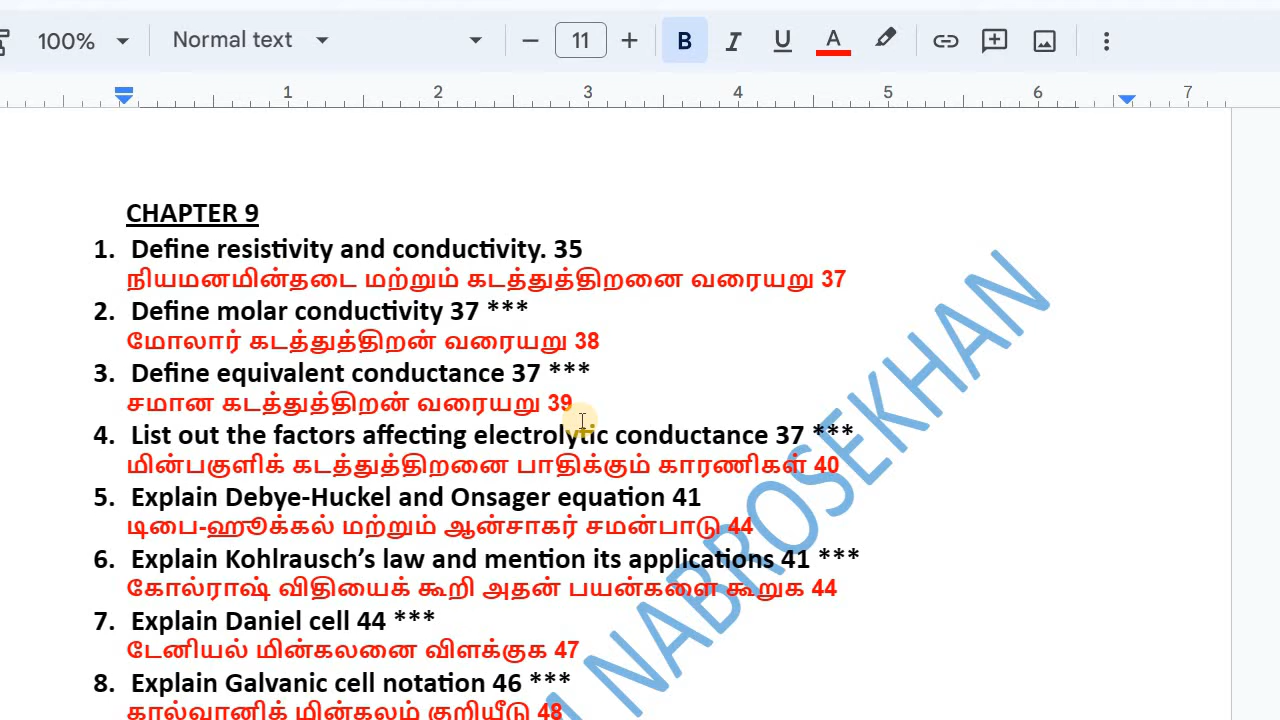 100% Normal text 11 B I U A
1 2 3 4 5 6 7
CHAPTER 9
1. Define resistivity and conductivity. 35
நியமனமின்தடை மற்றும் கடத்துத்திறனை வரையறு 37
2. Define molar conductivity 37 ***
மோலார் கடத்துத்திறன் வரையறு 38
3. Define equivalent conductance 37 ***
சமான கடத்துத்திறன் வரையறு 39
4. List out the factors affecting electrolytic conductance 37 ***
மின்பகுளிக் கடத்துத்திறனை பாதிக்கும் காரணிகள் 40
5. Explain Debye-Huckel and Onsager equation 41
டிபை-ஹூக்கல் மற்றும் ஆன்சாகர் சமன்பாடு 44
6. Explain Kohlrausch’s law and mention its applications 41 ***
கோல்ராஷ் விதியைக் கூறி அதன் பயன்களை கூறுக 44
7. Explain Daniel cell 44 ***
டேனியல் மின்கலனை விளக்குக 47
8. Explain Galvanic cell notation 46 ***
கால்வானிக் மின்கலம் குறியீடு 48
NABROSEKHAN